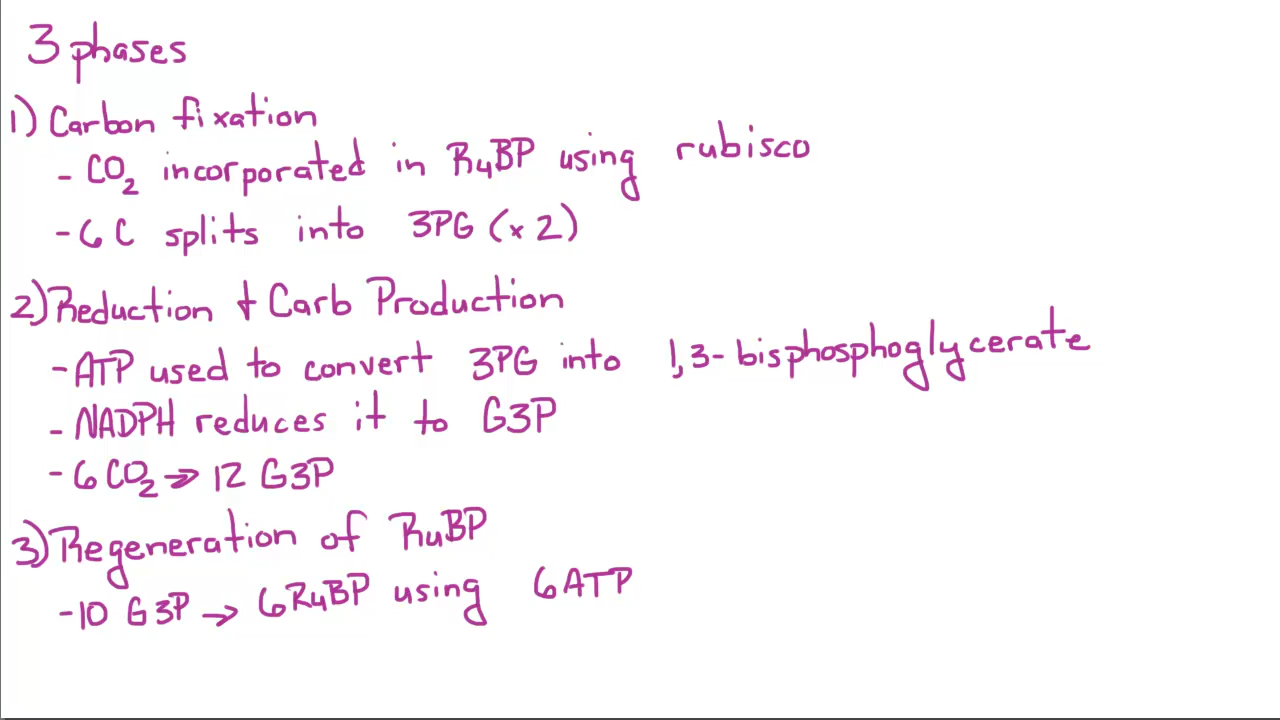 3 phases
1) Carbon fixation
- CO₂ incorporated in RuBP using rubisco
- 6C splits into 3PG (x2)
2) Reduction + Carb Production
- ATP used to convert 3PG into 1,3-bisphosphoglycerate
- NADPH reduces it to G3P
- 6CO₂ → 12 G3P
3) Regeneration of RuBP
- 10 G3P → 6RuBP using 6ATP